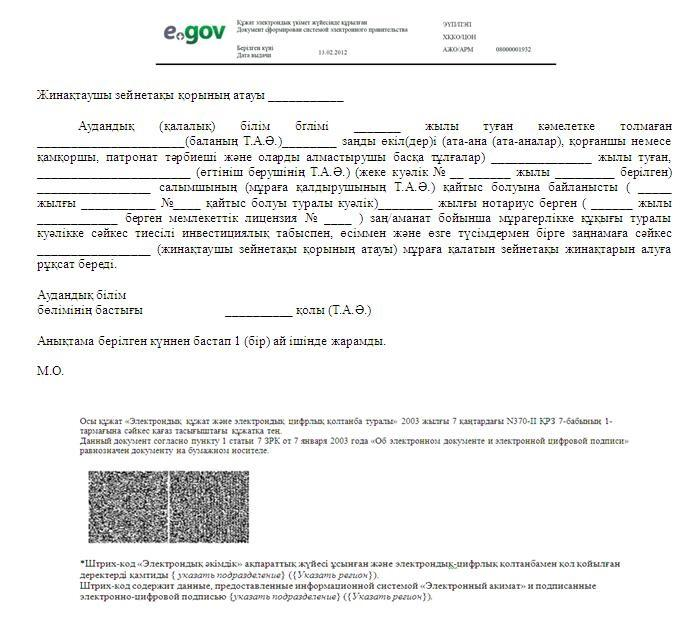 e.gov
Құжат электрондық үкімет жүйесінде құрылған
Документ сформирован системой электронного правительства
Берілген күні
Дата выдачи
13.02.2012
ЭҮП/ПЭП
ХҚКО/ЦОН
АЖО/АРМ 08000001932
Жинақтаушы зейнетақы қорының атауы ___________
Аудандық (қалалық) білім бөлімі _______ жылы туған кәмелетке толмаған
______________________(баланың Т.А.Ә.)________ заңды өкіл(дер)і (ата-ана (ата-аналар), қорғаншы немесе
қамқоршы, патронат тәрбиеші және оларды алмастырушы басқа тұлғалар) _______________ жылы туған,
______________________ (өтініш берушінің Т.А.Ә.) (жеке куәлік № __ ______ жылы _________ берілген)
_________________ салымшының (мұраға қалдырушының Т.А.Ә.) қайтыс болуына байланысты ( _____
жылғы ___________ №____ қайтыс болуы туралы куәлік)________ жылғы нотариус берген ( ______ жылы
____________ берген мемлекеттік лицензия № ____ ) заң/аманат бойынша мұрагерлікке құқығы туралы
куәлікке сәйкес тиесілі инвестициялық табыспен, өсіммен және өзге түсімдермен бірге заңнамаға сәйкес
_________________ (жинақтаушы зейнетақы қорының атауы) мұраға қалатын зейнетақы жинақтарын алуға
рұқсат береді.
Аудандық білім
бөлімінің бастығы __________ қолы (Т.А.Ә.)
Анықтама берілген күннен бастап 1 (бір) ай ішінде жарамды.
М.О.
Осы құжат «Электрондық құжат және электрондық цифрлық қолтанба туралы» 2003 жылғы 7 қаңтардағы N370-II ҚРЗ 7-бабының 1-
тармағына сәйкес қағаз тасығыштағы құжатқа тең.
Данный документ согласно пункту 1 статьи 7 ЗРК от 7 января 2003 года «Об электронном документе и электронной цифровой подписи»
равнозначен документу на бумажном носителе.
*Штрих-код «Электрондық әкімдік» ақпараттық жүйесі ұсынған және электрондық-цифрлық қолтанбамен қол қойылған
деректерді қамтиды { указать подразделение} ({Указать регион}).
Штрих-код содержит данные, предоставленные информационной системой «Электронный акимат» и подписанные
электронно-цифровой подписью {указать подразделение} ({Указать регион}).